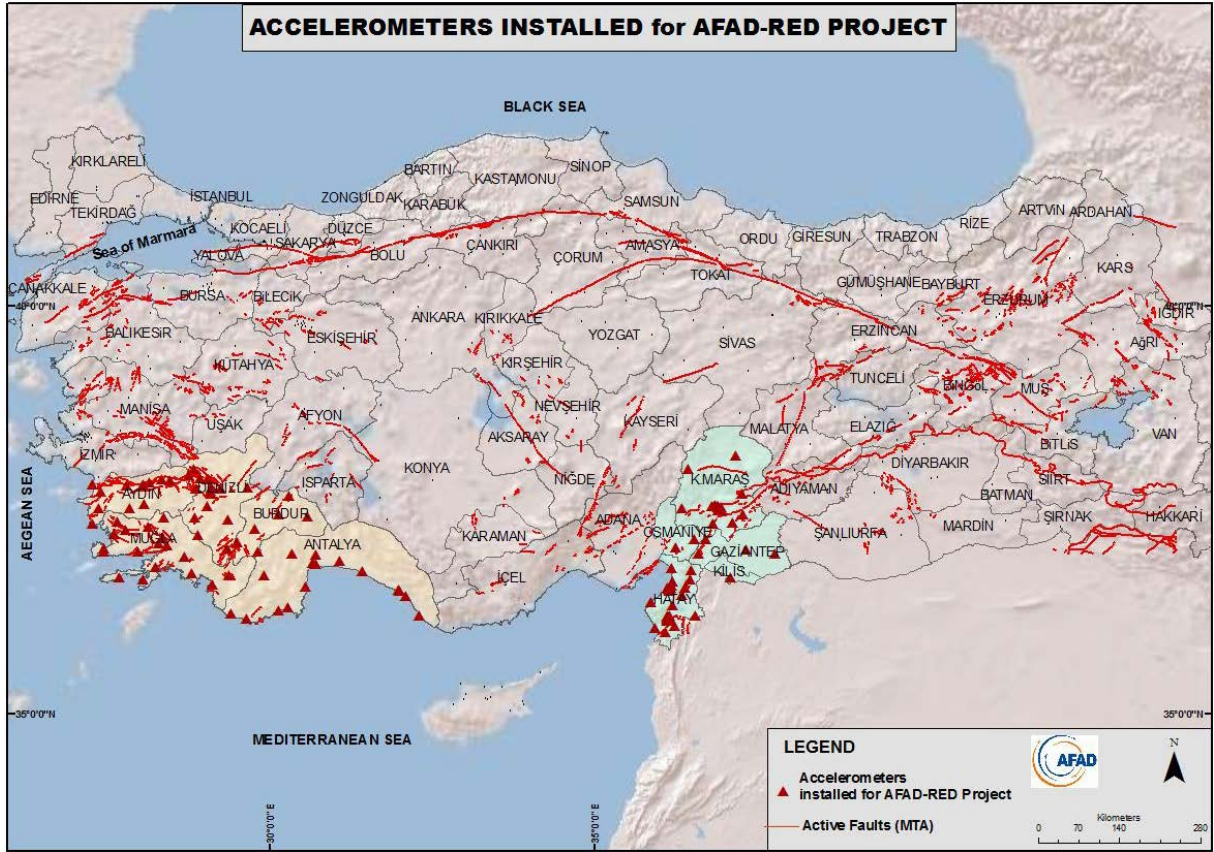 ACCELEROMETERS INSTALLED for AFAD-RED PROJECT
BLACK SEA
KIRKLARELİ
EDİRNE
TEKİRDAĞ
İSTANBUL
Sea of Marmara
KOCAELİ
YALOVA
SAKARYA
DÜZCE
ZONGULDAK
BARTIN
KARABÜK
KASTAMONU
SİNOP
SAMSUN
BOLU
ÇANKIRI
ÇORUM
AMASYA
TOKAT
ORDU
GİRESUN
TRABZON
RİZE
ARTVİN
ARDAHAN
KARS
GÜMÜŞHANE
BAYBURT
ERZURUM
IĞDIR
AğRI
ÇANAKKALE
BURSA
BİLECİK
BALIKESİR
ESKİŞEHİR
ANKARA
KIRIKKALE
YOZGAT
SİVAS
ERZİNCAN
KÜTAHYA
KIRŞEHİR
NEVŞEHİR
KAYSERİ
TUNCELİ
BİNGöL
MUŞ
MANİSA
UŞAK
AFYON
AKSARAY
MALATYA
ELAZIĞ
BİTLİS
VAN
İZMİR
KONYA
NİĞDE
K.MARAŞ
ADIYAMAN
DİYARBAKIR
BATMAN
SİİRT
AYDIN
DENİZLİ
ISPARTA
BURDUR
ADANA
OSMANİYE
ŞANLIURFA
MARDİN
ŞIRNAK
HAKKARİ
MUĞLA
ANTALYA
KARAMAN
İÇEL
GAZİANTEP
KİLİS
HATAY
AEGEAN SEA
MEDITERRANEAN SEA
40°0'0"N
35°0'0"N
35°0'0"N
30°0'0"E
35°0'0"E
LEGEND
AFAD
N
Accelerometers
installed for AFAD-RED Project
Active Faults (MTA)
Kilometers
0 70 140 280